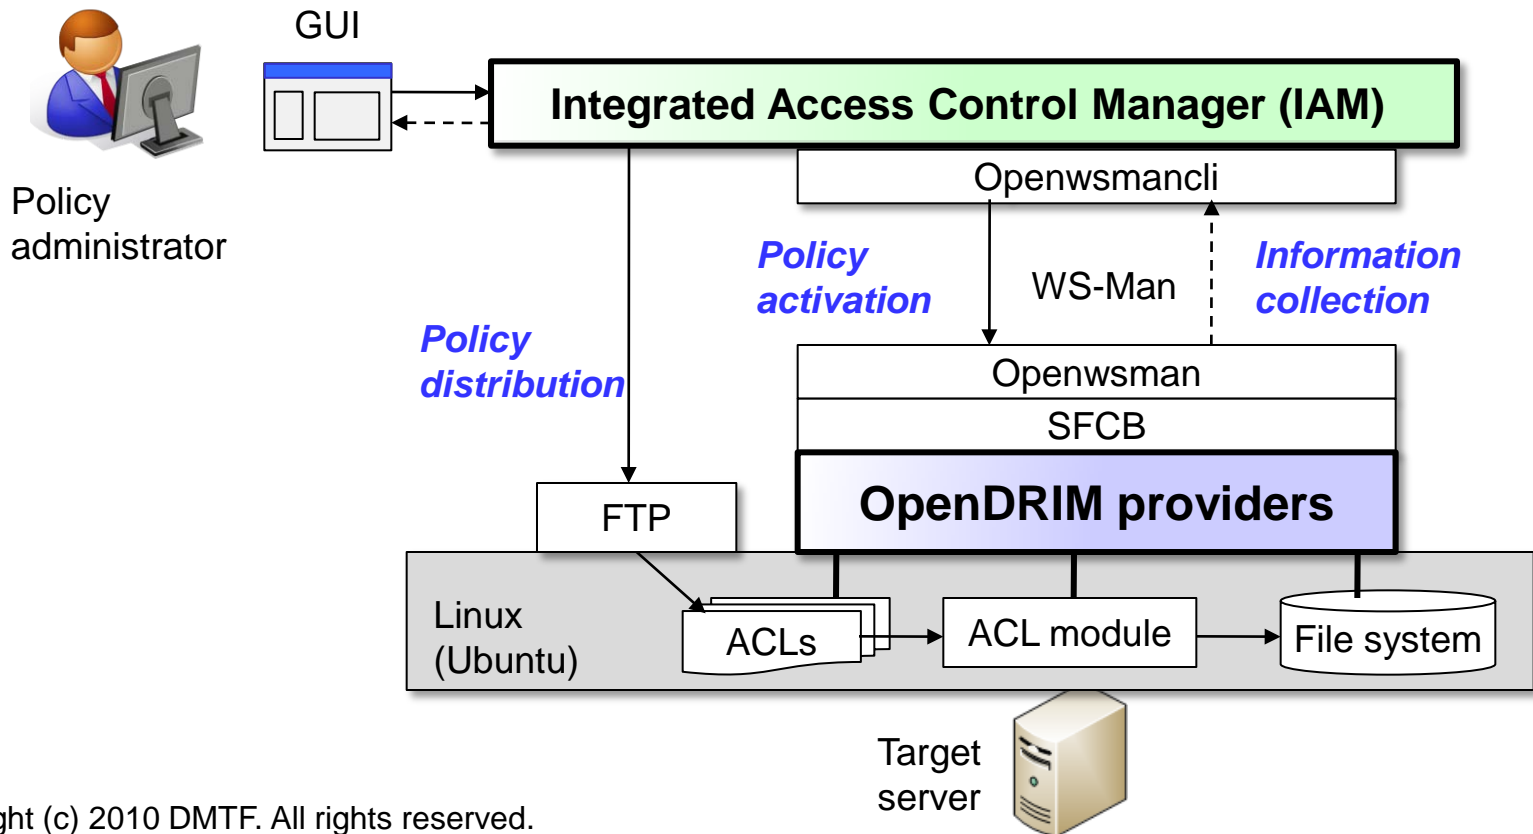 GUI
Integrated Access Control Manager (IAM)
Openwsmancli
Policy
administrator
Policy
activation
WS-Man
Information
collection
Policy
distribution
Openwsman
SFCB
OpenDRIM providers
FTP
Linux
(Ubuntu)
ACLs
ACL module
File system
Target
server
ght (c) 2010 DMTF. All rights reserved.